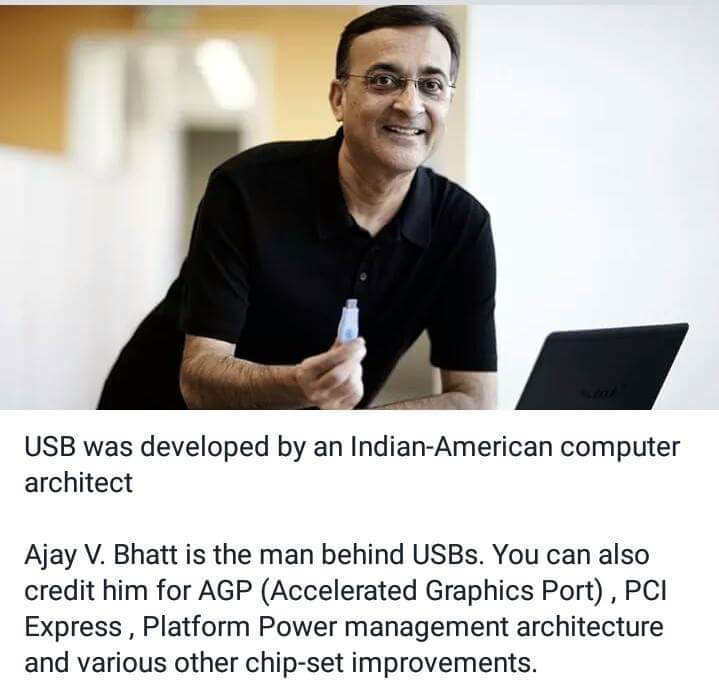 USB was developed by an Indian-American computer
architect
Ajay V. Bhatt is the man behind USBs. You can also
credit him for AGP (Accelerated Graphics Port) , PCI
Express , Platform Power management architecture
and various other chip-set improvements.